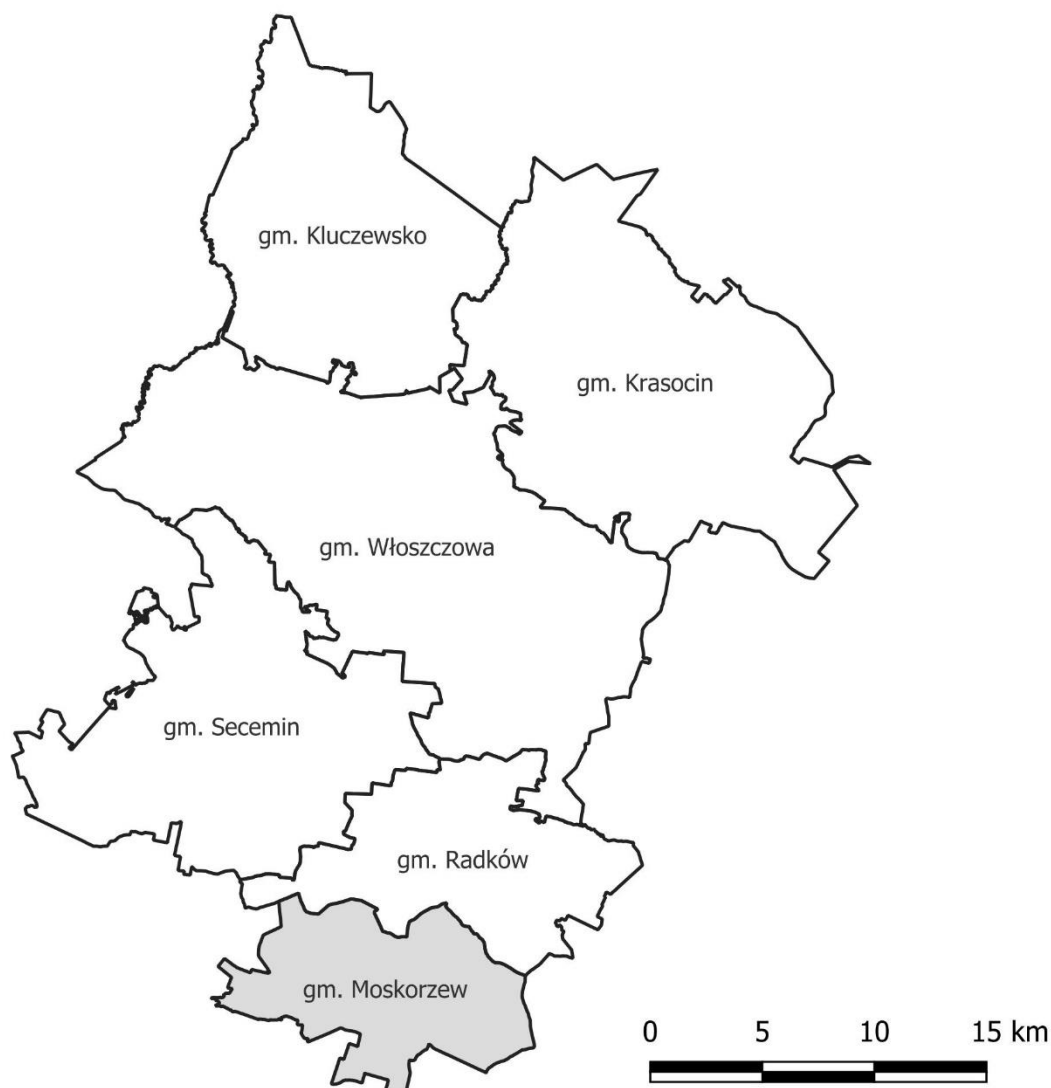 gm. Kluczewsko
gm. Krasocin
gm. Włoszczowa
gm. Secemin
gm. Radków
gm. Moskorzew
0 5 10 15 km